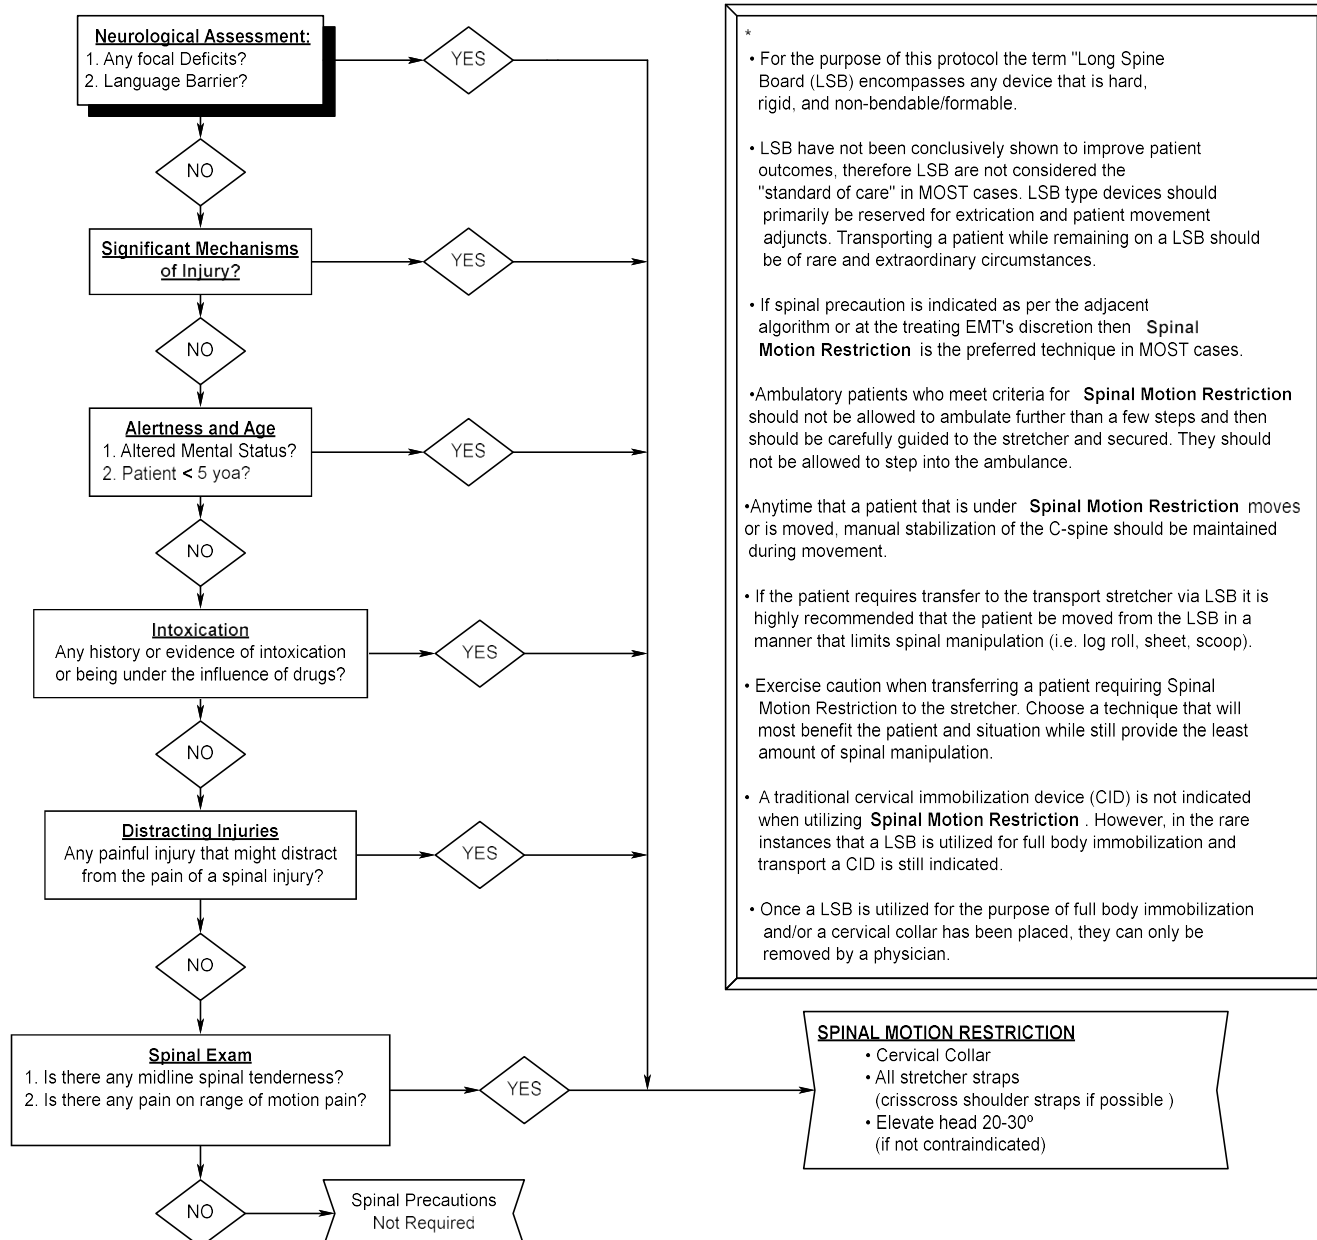 Neurological Assessment:
1. Any focal Deficits?
2. Language Barrier?
YES
NO
Significant Mechanisms
of Injury?
YES
NO
Alertness and Age
1. Altered Mental Status?
2. Patient < 5 yoa?
YES
NO
Intoxication
Any history or evidence of intoxication
or being under the influence of drugs?
YES
NO
Distracting Injuries
Any painful injury that might distract
from the pain of a spinal injury?
YES
NO
Spinal Exam
1. Is there any midline spinal tenderness?
2. Is there any pain on range of motion pain?
YES
NO
Spinal Precautions
Not Required
*
• For the purpose of this protocol the term "Long Spine
Board (LSB) encompasses any device that is hard,
rigid, and non-bendable/formable.
• LSB have not been conclusively shown to improve patient
outcomes, therefore LSB are not considered the
"standard of care" in MOST cases. LSB type devices should
primarily be reserved for extrication and patient movement
adjuncts. Transporting a patient while remaining on a LSB should
be of rare and extraordinary circumstances.
• If spinal precaution is indicated as per the adjacent
algorithm or at the treating EMT's discretion then Spinal
Motion Restriction is the preferred technique in MOST cases.
•Ambulatory patients who meet criteria for Spinal Motion Restriction
should not be allowed to ambulate further than a few steps and then
should be carefully guided to the stretcher and secured. They should
not be allowed to step into the ambulance.
•Anytime that a patient that is under Spinal Motion Restriction moves
or is moved, manual stabilization of the C-spine should be maintained
during movement.
• If the patient requires transfer to the transport stretcher via LSB it is
highly recommended that the patient be moved from the LSB in a
manner that limits spinal manipulation (i.e. log roll, sheet, scoop).
• Exercise caution when transferring a patient requiring Spinal
Motion Restriction to the stretcher. Choose a technique that will
most benefit the patient and situation while still provide the least
amount of spinal manipulation.
• A traditional cervical immobilization device (CID) is not indicated
when utilizing Spinal Motion Restriction . However, in the rare
instances that a LSB is utilized for full body immobilization and
transport a CID is still indicated.
• Once a LSB is utilized for the purpose of full body immobilization
and/or a cervical collar has been placed, they can only be
removed by a physician.
SPINAL MOTION RESTRICTION
• Cervical Collar
• All stretcher straps
(crisscross shoulder straps if possible )
• Elevate head 20-30º
(if not contraindicated)